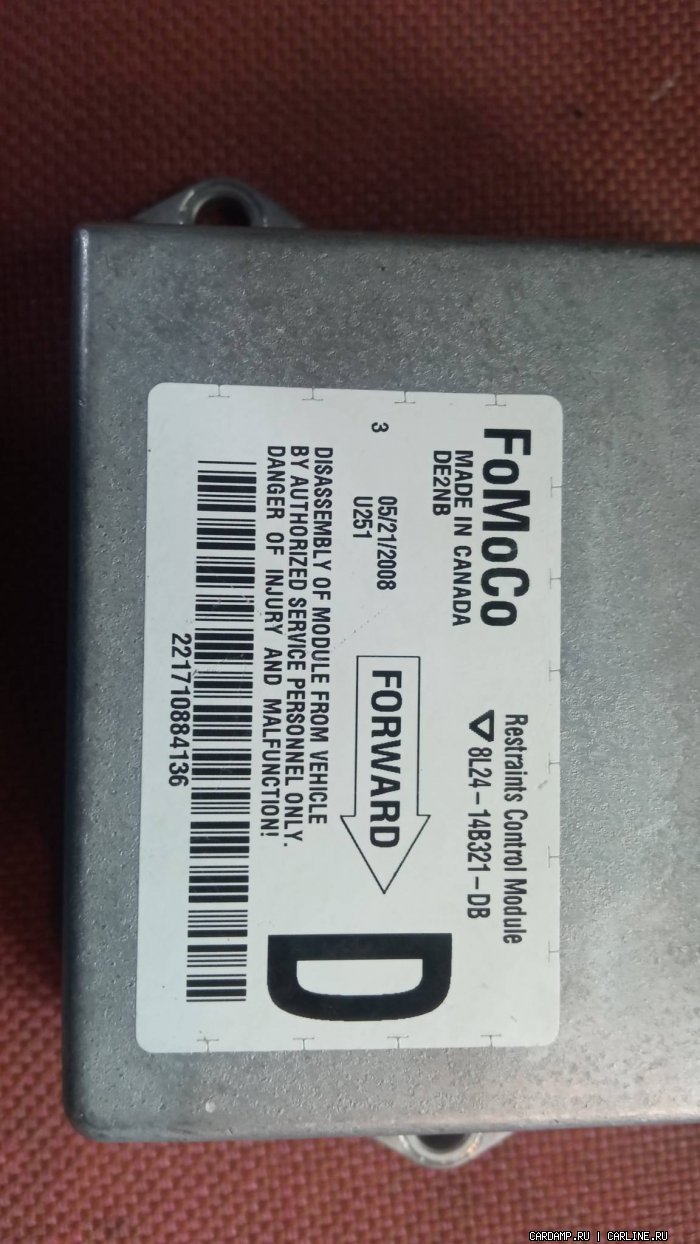 FoMoCo
MADE IN CANADA
DE2NB
Restraints Control Module
8L24-14B321-DB
3
05/21/2008
U251
FORWARD
D
DISASSEMBLY OF MODULE FROM VEHICLE
BY AUTHORIZED SERVICE PERSONNEL ONLY.
DANGER OF INJURY AND MALFUNCTION!
221710884136
CARDAMP.RU | CARLINE.RU